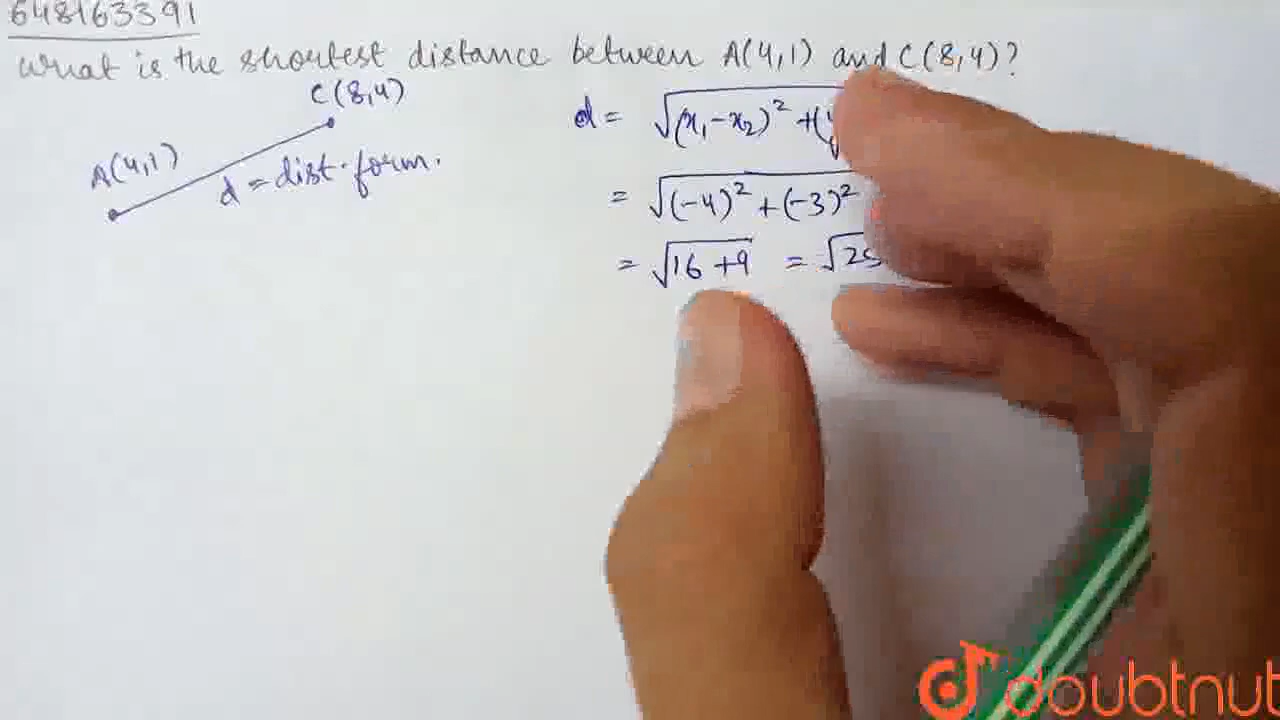 648163391
What is the shortest distance between A(4,1) and C(8,4)?
C(8,4)
A(4,1)
d = dist. form.
d = √(x₁-x₂)² + (
= √(-4)² + (-3)²
= √16 + 9 = √25
doubtnut